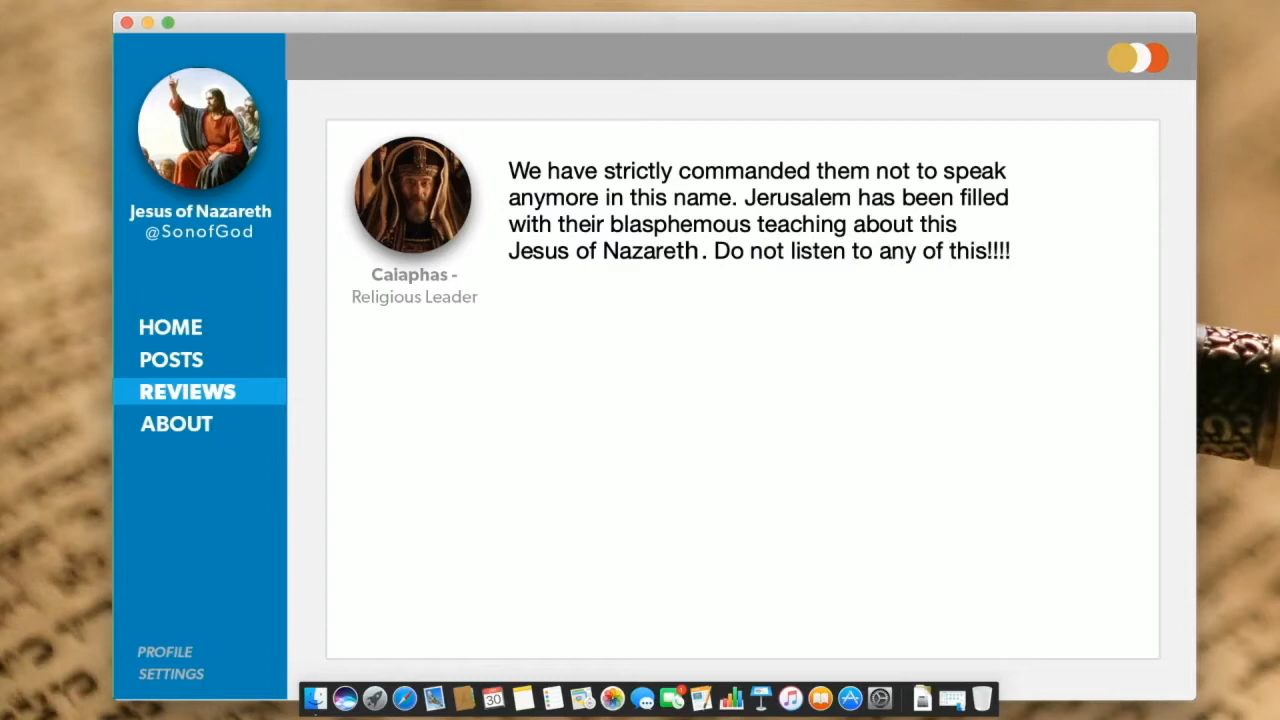 Jesus of Nazareth
@SonofGod
HOME
POSTS
REVIEWS
ABOUT
PROFILE
SETTINGS
Caiaphas -
Religious Leader
We have strictly commanded them not to speak
anymore in this name. Jerusalem has been filled
with their blasphemous teaching about this
Jesus of Nazareth. Do not listen to any of this!!!!
30